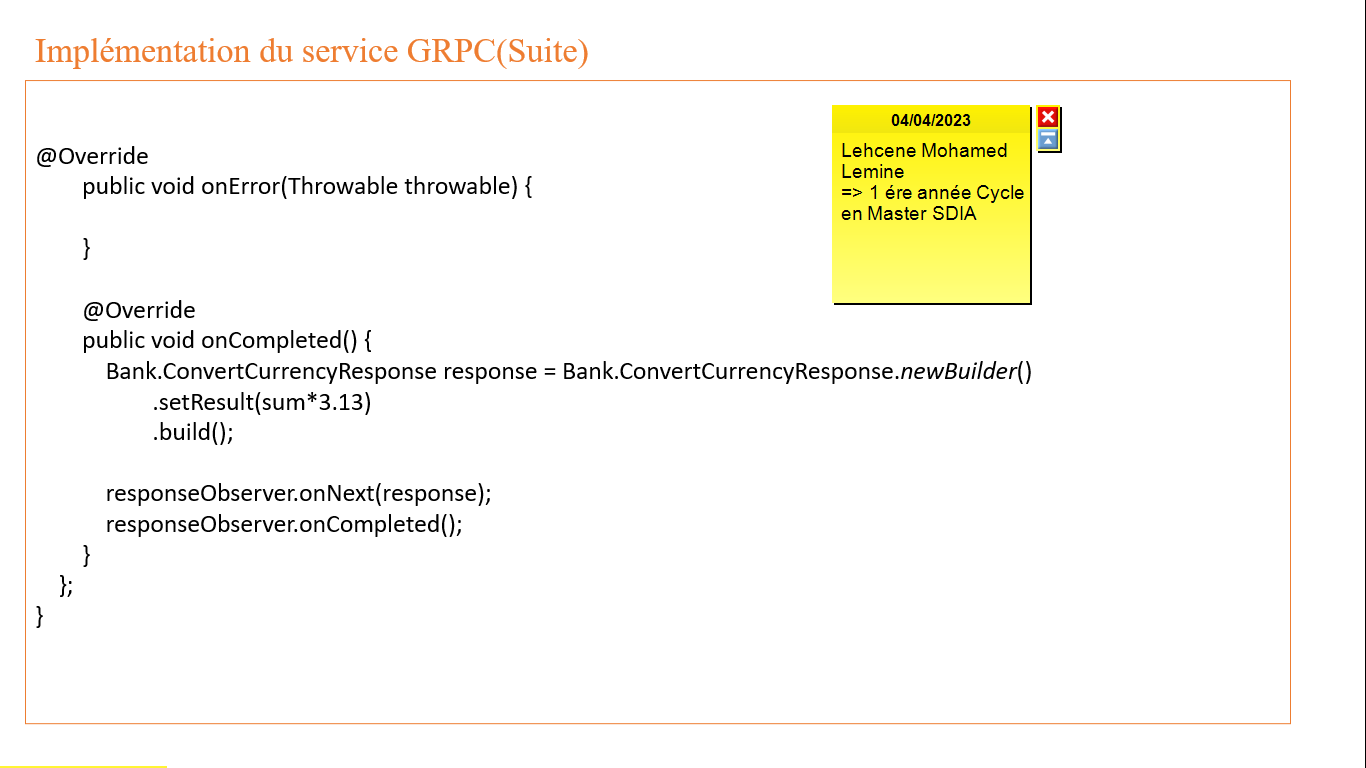 Implémentation du service GRPC(Suite)
04/04/2023
Lehcene Mohamed
Lemine
=> 1 ére année Cycle
en Master SDIA
@Override
public void onError(Throwable throwable) {
}
@Override
public void onCompleted() {
Bank.ConvertCurrencyResponse response = Bank.ConvertCurrencyResponse.newBuilder()
.setResult(sum*3.13)
.build();
responseObserver.onNext(response);
responseObserver.onCompleted();
}
};
}